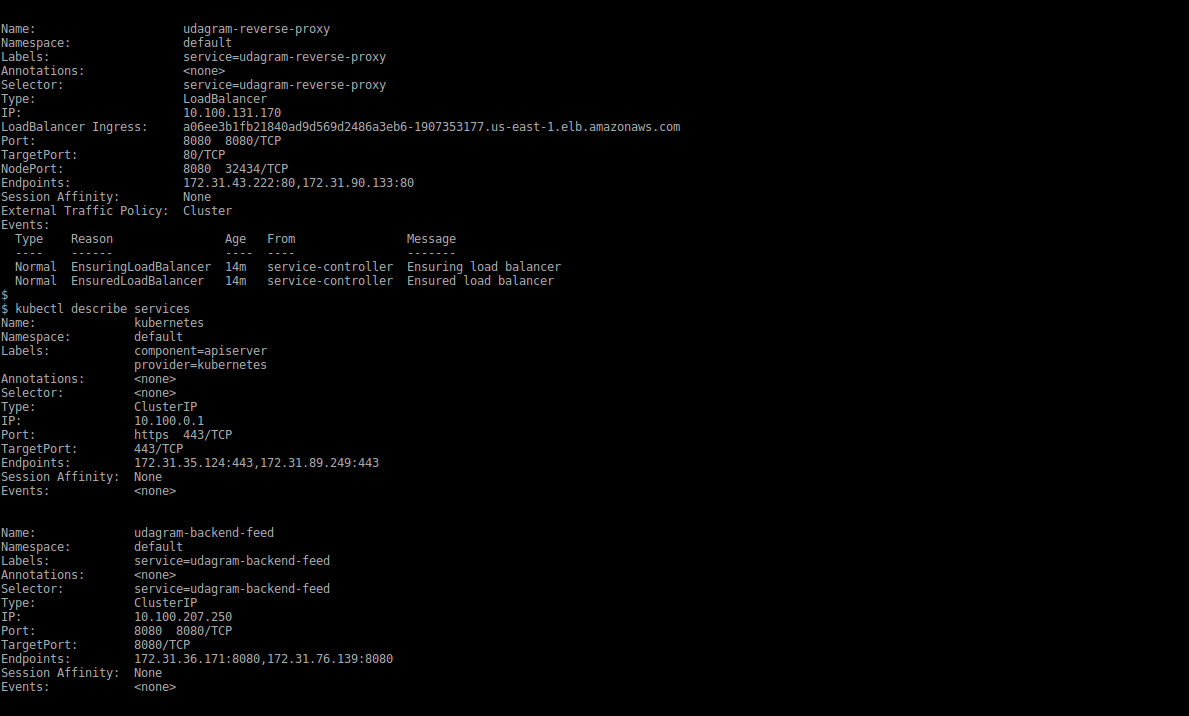 Name:                     udagram-reverse-proxy
Namespace:                default
Labels:                   service=udagram-reverse-proxy
Annotations:              <none>
Selector:                 service=udagram-reverse-proxy
Type:                     LoadBalancer
IP:                       10.100.131.170
LoadBalancer Ingress:     a06ee3b1fb21840ad9d569d2486a3eb6-1907353177.us-east-1.elb.amazonaws.com
Port:                     8080  8080/TCP
TargetPort:               80/TCP
NodePort:                 8080  32434/TCP
Endpoints:                172.31.43.222:80,172.31.90.133:80
Session Affinity:         None
External Traffic Policy:  Cluster
Events:
  Type    Reason                Age   From                Message
  ----    ------                ----  ----                -------
  Normal  EnsuringLoadBalancer  14m   service-controller  Ensuring load balancer
  Normal  EnsuredLoadBalancer   14m   service-controller  Ensured load balancer
$
$ kubectl describe services
Name:              kubernetes
Namespace:         default
Labels:            component=apiserver
                   provider=kubernetes
Annotations:       <none>
Selector:          <none>
Type:              ClusterIP
IP:                10.100.0.1
Port:              https  443/TCP
TargetPort:        443/TCP
Endpoints:         172.31.35.124:443,172.31.89.249:443
Session Affinity:  None
Events:            <none>
Name:              udagram-backend-feed
Namespace:         default
Labels:            service=udagram-backend-feed
Annotations:       <none>
Selector:          service=udagram-backend-feed
Type:              ClusterIP
IP:                10.100.207.250
Port:              8080  8080/TCP
TargetPort:        8080/TCP
Endpoints:         172.31.36.171:8080,172.31.76.139:8080
Session Affinity:  None
Events:            <none>